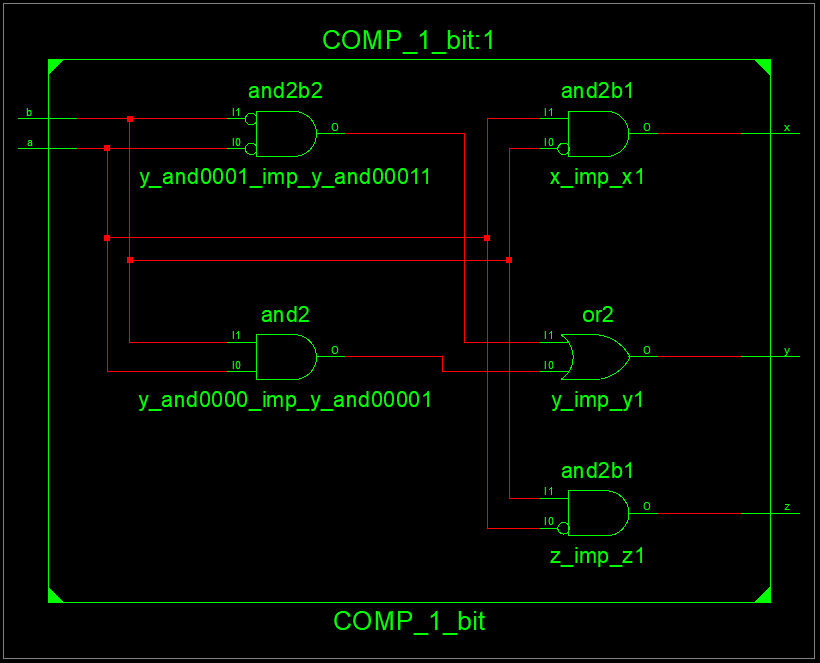 COMP_1_bit:1
and2b2
and2b1
b
I1
O
I1
O
x
a
I0
I0
y_and0001_imp_y_and00011
x_imp_x1
and2
or2
I1
O
I1
O
y
I0
I0
y_and0000_imp_y_and00001
y_imp_y1
and2b1
I1
O
z
I0
z_imp_z1
COMP_1_bit